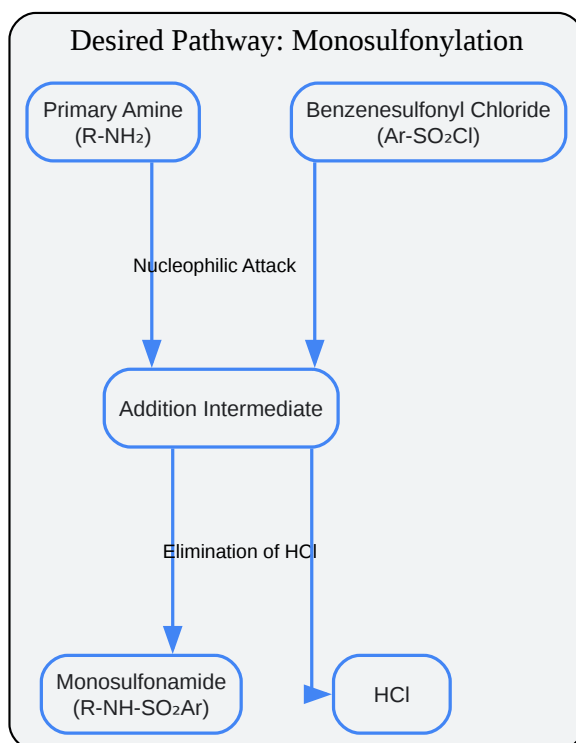 Desired Pathway: Monosulfonylation
Primary Amine
(R-NH₂)
Benzenesulfonyl Chloride
(Ar-SO₂Cl)
Nucleophilic Attack
Addition Intermediate
Elimination of HCl
Monosulfonamide
(R-NH-SO₂Ar)
HCl